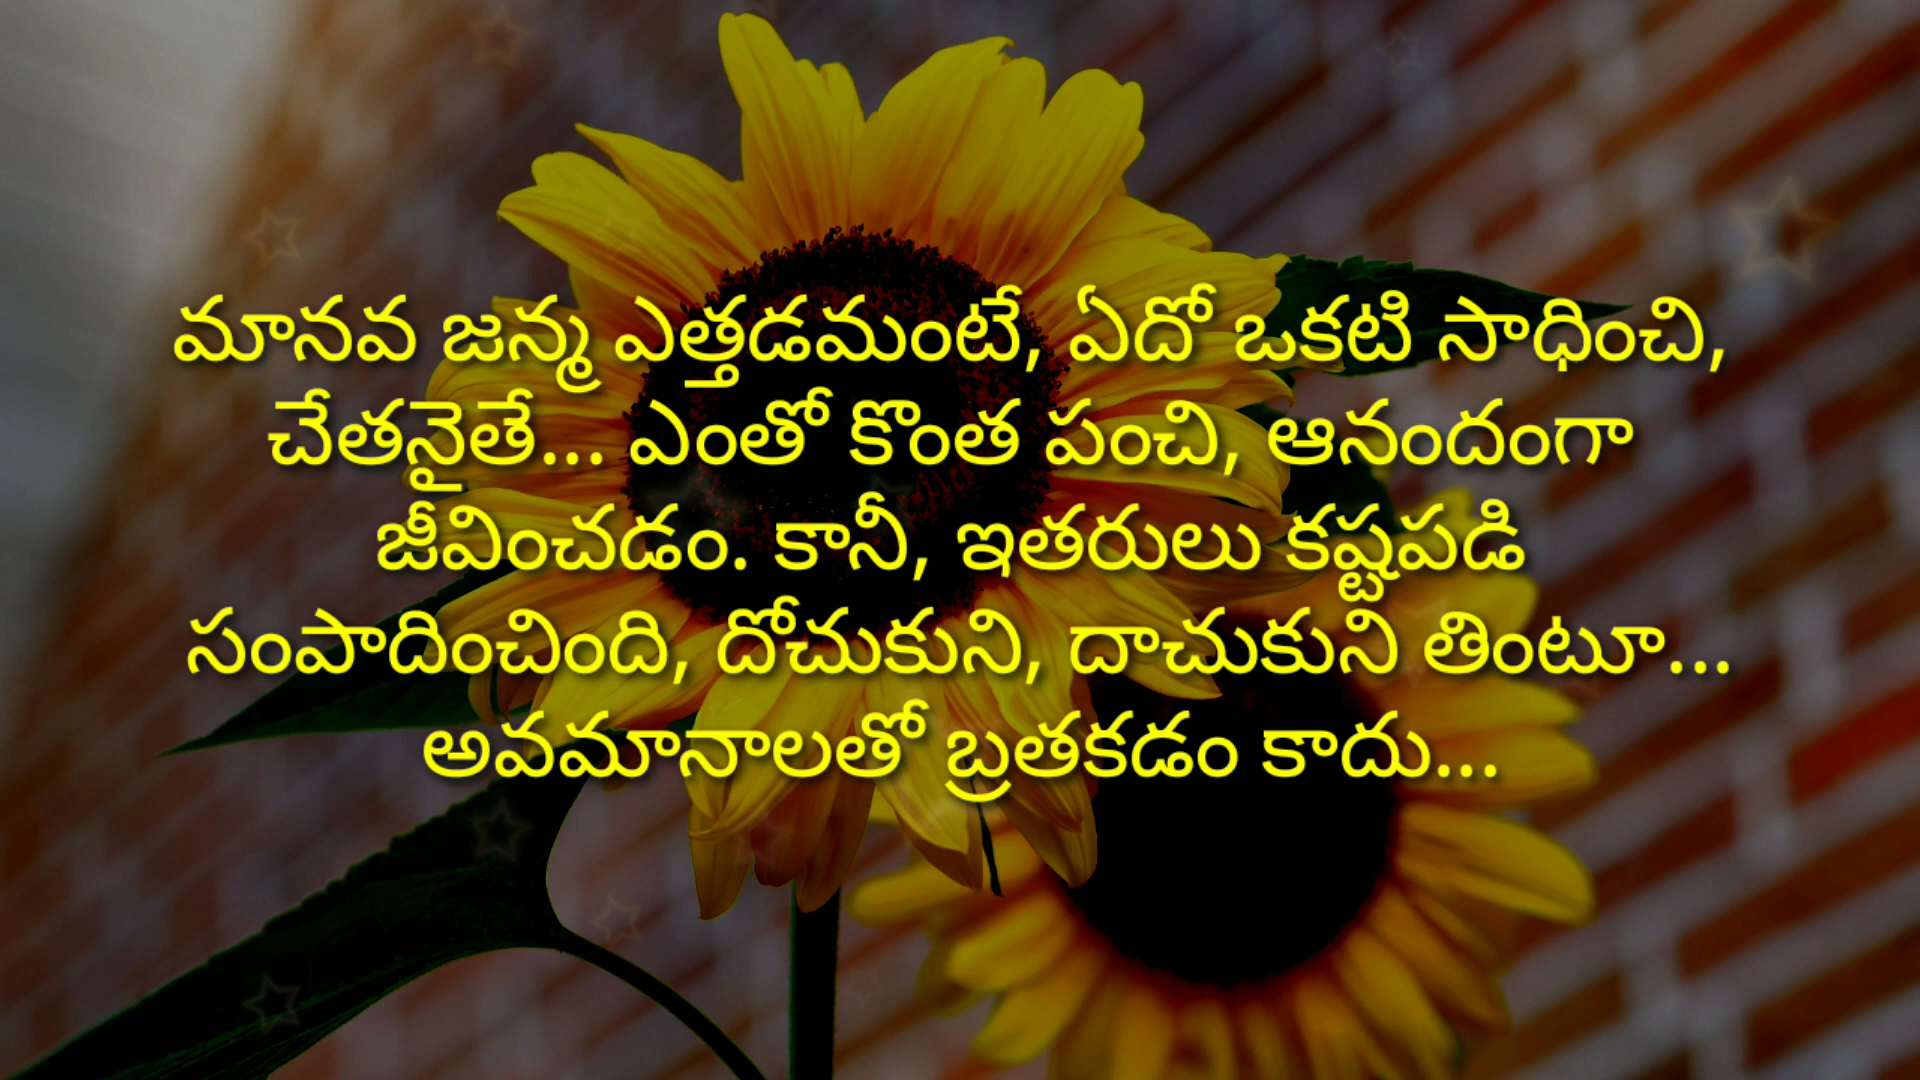 మానవ జన్మ ఎత్తడమంటే, ఏదో ఒకటి సాధించి,
చేతనైతే... ఎంతో కొంత పంచి, ఆనందంగా
జీవించడం. కానీ, ఇతరులు కష్టపడి
సంపాదించింది, దోచుకుని, దాచుకుని తింటూ...
అవమానాలతో బ్రతకడం కాదు...